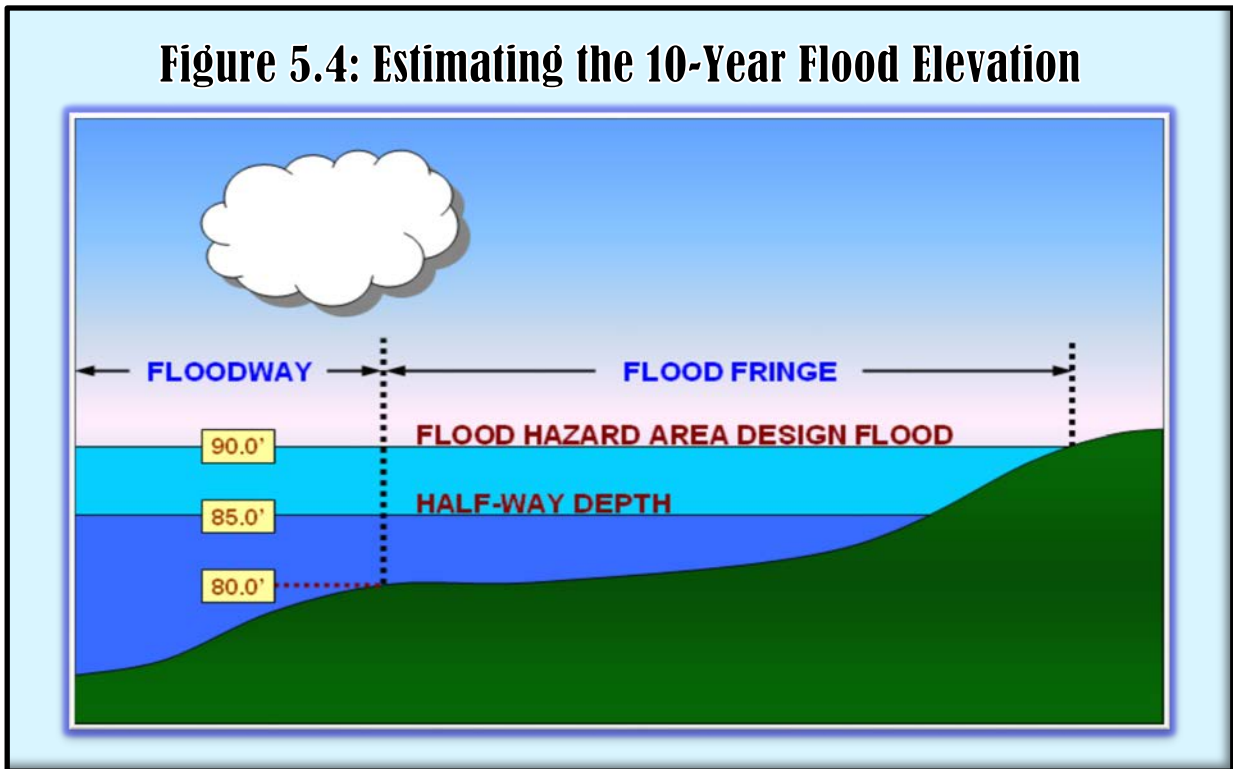 Figure 5.4: Estimating the 10-Year Flood Elevation
FLOODWAY
FLOOD FRINGE
90.0’
FLOOD HAZARD AREA DESIGN FLOOD
85.0’
HALF-WAY DEPTH
80.0’